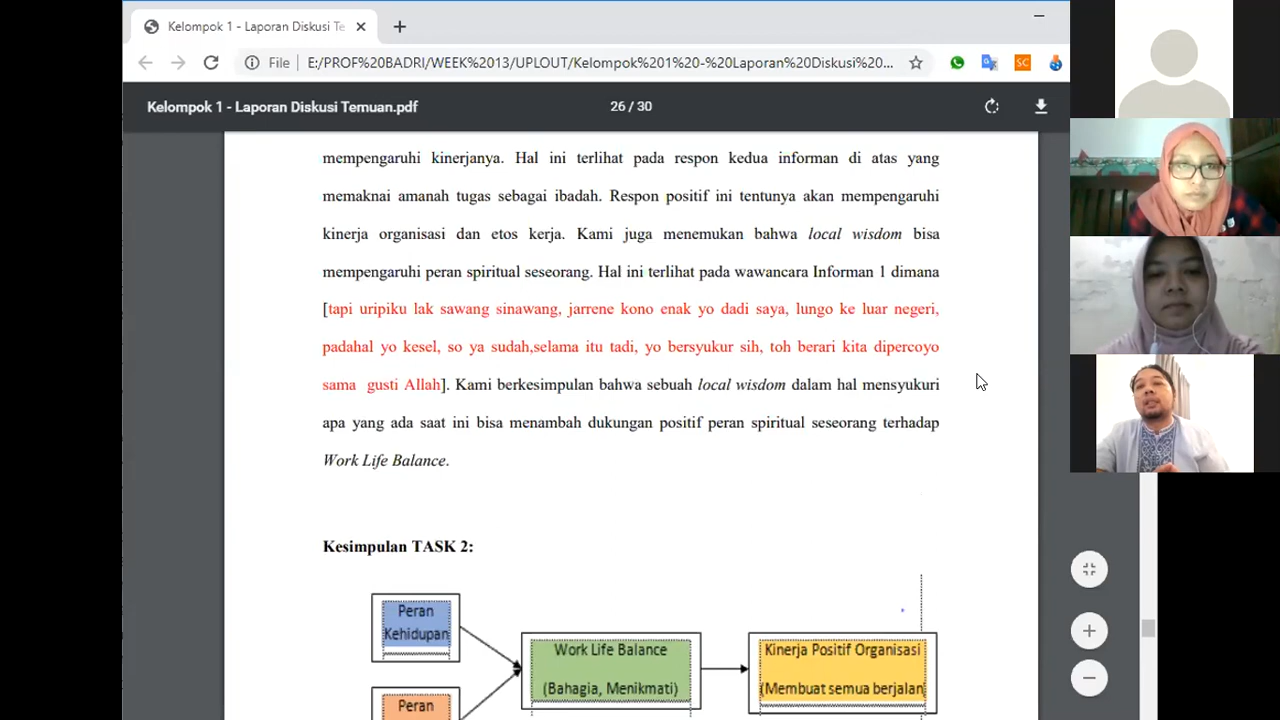 Kelompok 1 - Laporan Diskusi Te
File
E:/PROF%20BADRI/WEEK%2013/UPLOUT/Kelompok%201%20-%20Laporan%20Diskusi%20...
SC
Kelompok 1 - Laporan Diskusi Temuan.pdf
26 / 30
mempengaruhi kinerjanya. Hal ini terlihat pada respon kedua informan di atas yang
memaknai amanah tugas sebagai ibadah. Respon positif ini tentunya akan mempengaruhi
kinerja organisasi dan etos kerja. Kami juga menemukan bahwa local wisdom bisa
mempengaruhi peran spiritual seseorang. Hal ini terlihat pada wawancara Informan 1 dimana
[tapi uripiku lak sawang sinawang, jarrene kono enak yo dadi saya, lungo ke luar negeri,
padahal yo kesel, so ya sudah,selama itu tadi, yo bersyukur sih, toh berari kita dipercoyo
sama gusti Allah]. Kami berkesimpulan bahwa sebuah local wisdom dalam hal mensyukuri
apa yang ada saat ini bisa menambah dukungan positif peran spiritual seseorang terhadap
Work Life Balance.
Kesimpulan TASK 2:
Peran
Kehidupan
Work Life Balance
(Bahagia, Menikmati)
Kinerja Positif Organisasi
(Membuat semua berjalan
Peran